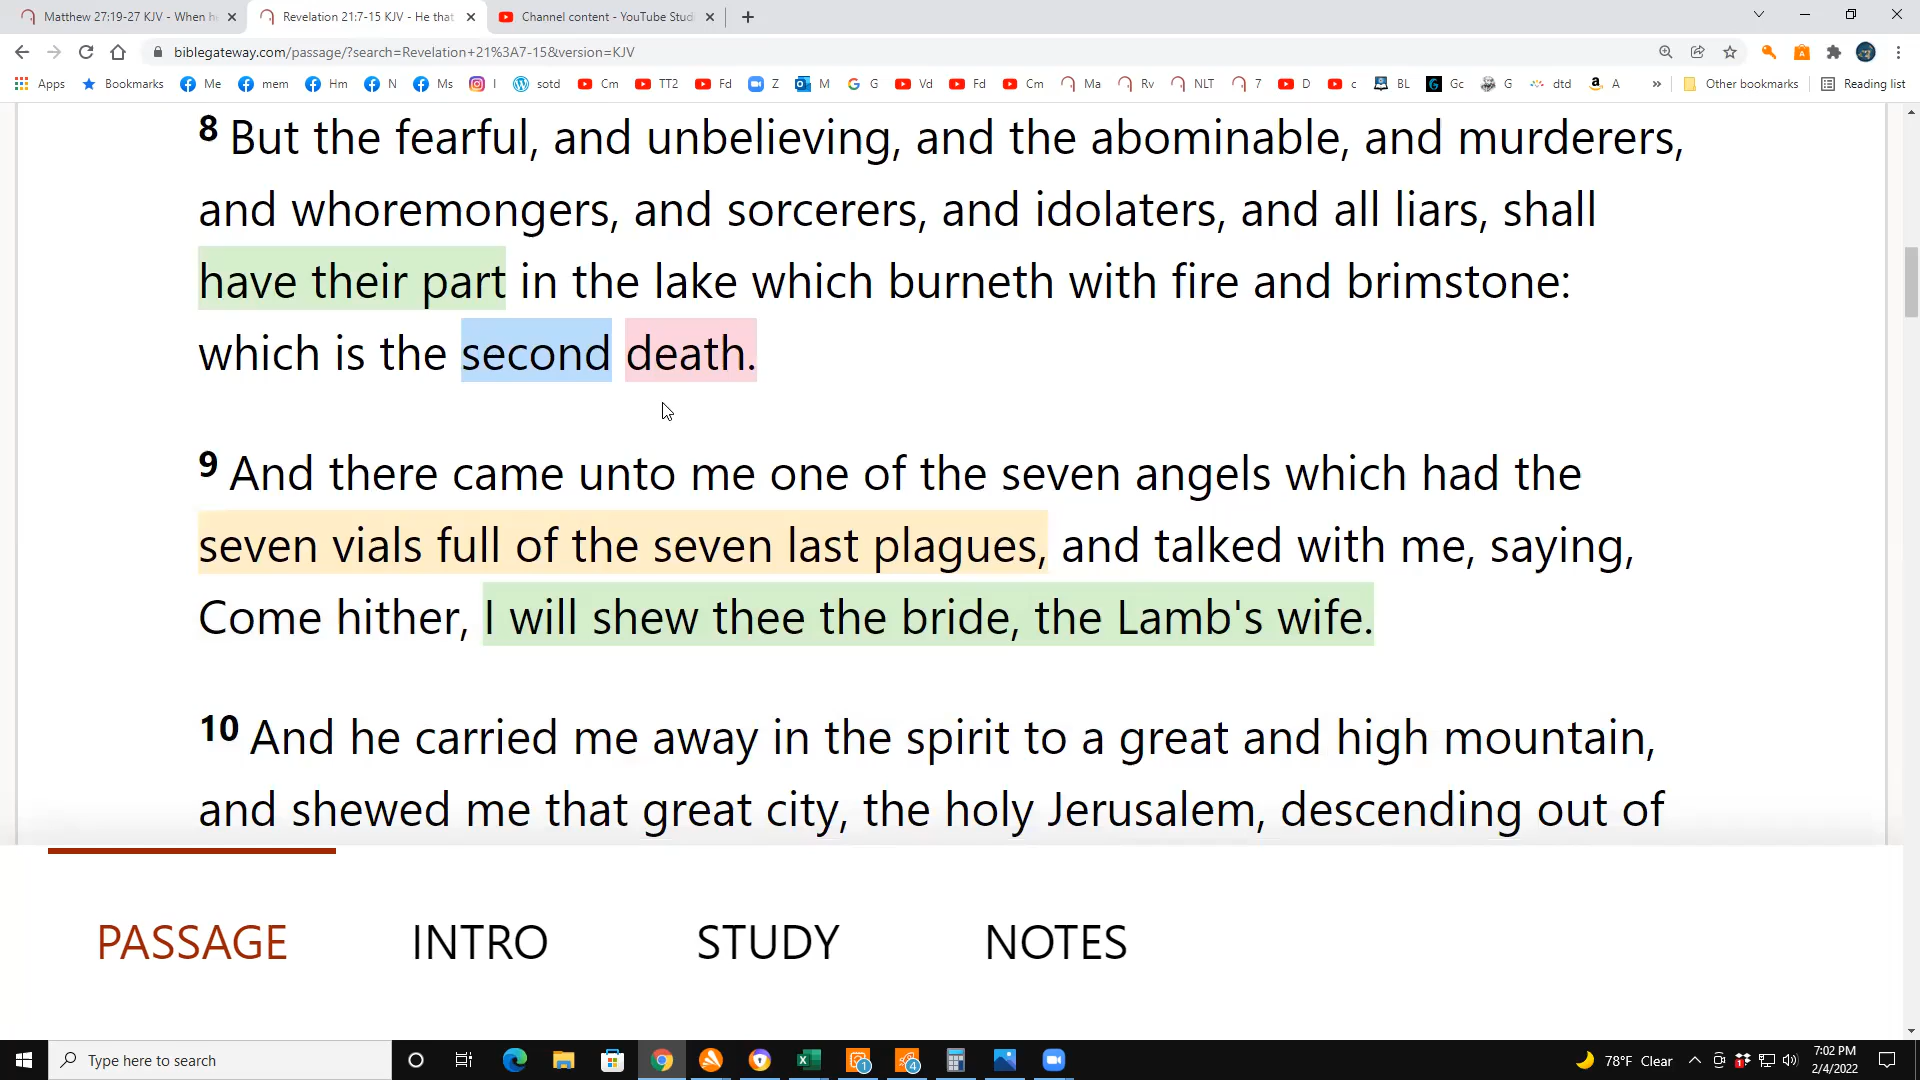 Matthew 27:19-27 KJV - When h
Revelation 21:7-15 KJV - He that
Channel content - YouTube Stud
biblegateway.com/passage/?search=Revelation+21%3A7-15&version=KJV
Apps Bookmarks Me mem Hm N Ms I sotd Cm TT2 Fd Z M G Vd Fd Cm Ma Rv NLT 7 D c BL Gc G dtd A » Other bookmarks Reading list
8 But the fearful, and unbelieving, and the abominable, and murderers,
and whoremongers, and sorcerers, and idolaters, and all liars, shall
have their part in the lake which burneth with fire and brimstone:
which is the second death.
9 And there came unto me one of the seven angels which had the
seven vials full of the seven last plagues, and talked with me, saying,
Come hither, I will shew thee the bride, the Lamb's wife.
10 And he carried me away in the spirit to a great and high mountain,
and shewed me that great city, the holy Jerusalem, descending out of
PASSAGE INTRO STUDY NOTES
Type here to search
1
4
78°F Clear
7:02 PM
2/4/2022